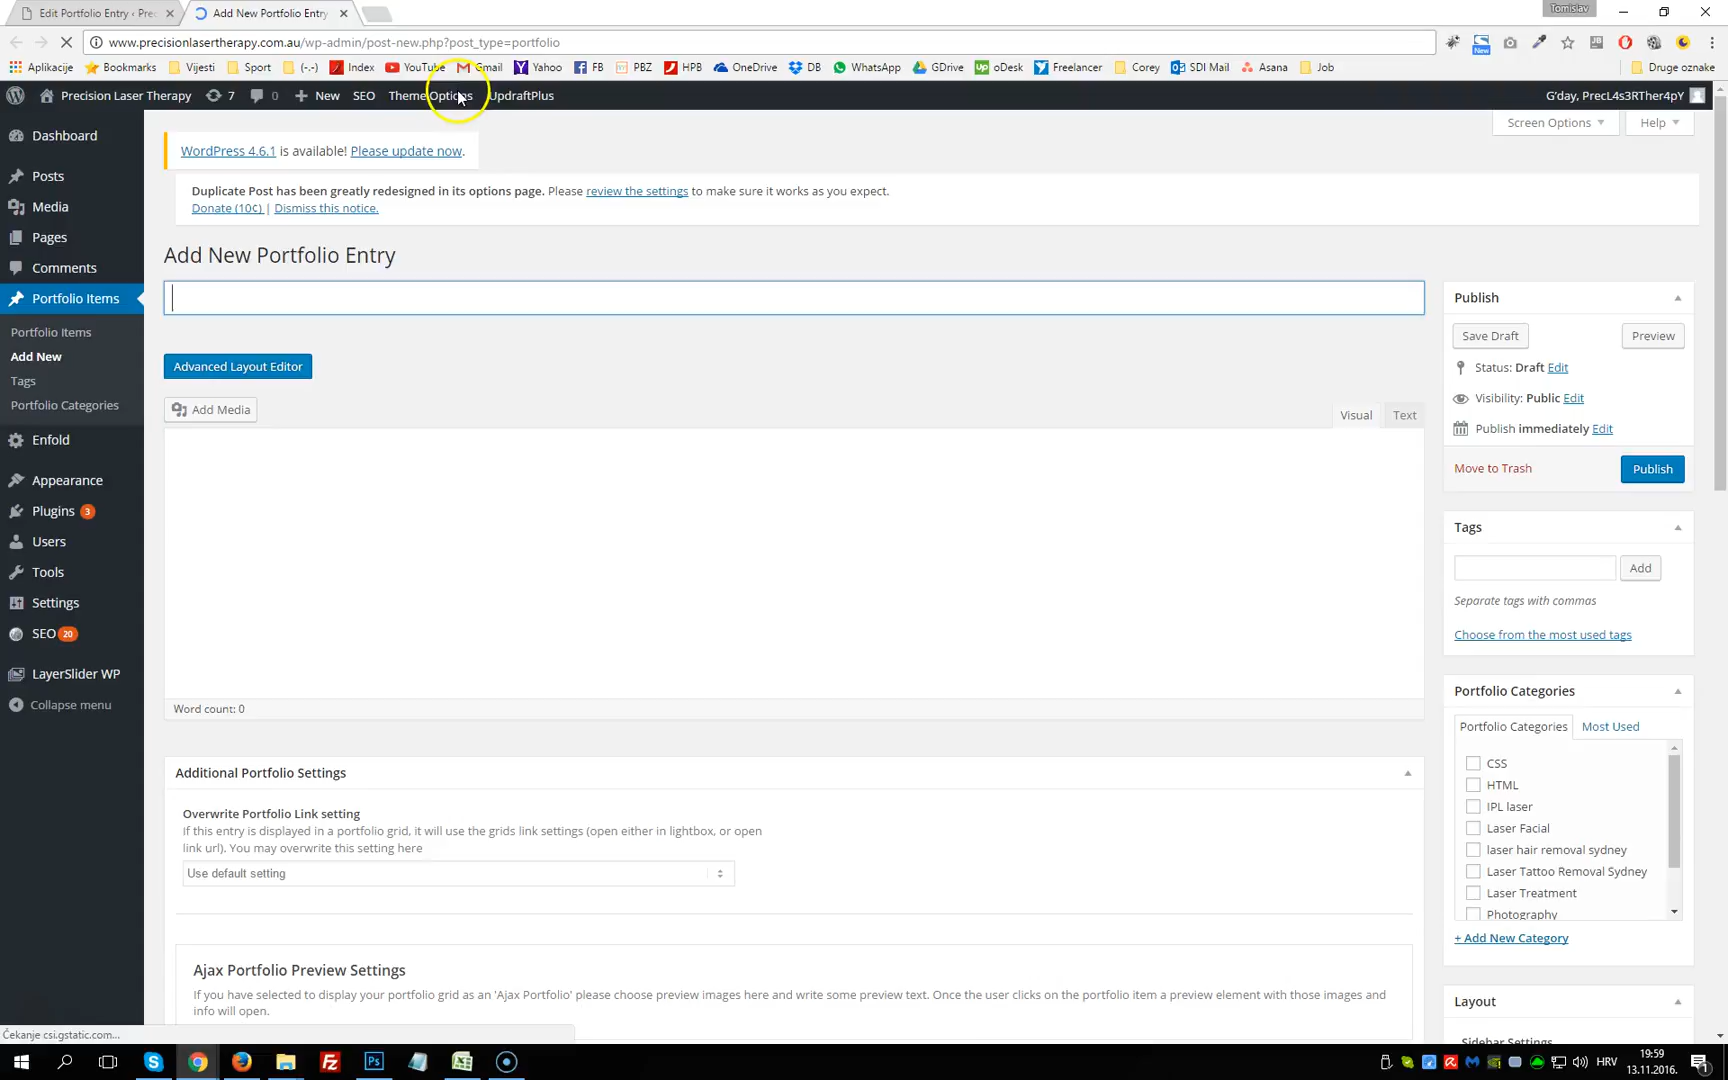 Edit Portfolio Entry ‹ Prec
Add New Portfolio Entry
Tomislav
www.precisionlasertherapy.com.au/wp-admin/post-new.php?post_type=portfolio
New
Aplikacije Bookmarks Vijesti Sport (-.-) Index YouTube Gmail Yahoo FB PBZ HPB OneDrive DB WhatsApp GDrive oDesk Freelancer Corey SDI Mail Asana Job Druge oznake
Precision Laser Therapy 7 0 New SEO Theme Options UpdraftPlus G'day, PrecL4s3RTher4pY
Screen Options Help
Dashboard
Posts
Media
Pages
Comments
Portfolio Items
Portfolio Items
Add New
Tags
Portfolio Categories
Enfold
Appearance
Plugins 3
Users
Tools
Settings
SEO 20
LayerSlider WP
Collapse menu
WordPress 4.6.1 is available! Please update now.
Duplicate Post has been greatly redesigned in its options page. Please review the settings to make sure it works as you expect.
Donate (10¢) | Dismiss this notice.
Add New Portfolio Entry
Advanced Layout Editor
Add Media
Visual Text
Word count: 0
Additional Portfolio Settings
Overwrite Portfolio Link setting
If this entry is displayed in a portfolio grid, it will use the grids link settings (open either in lightbox, or open
link url). You may overwrite this setting here
Use default setting
Ajax Portfolio Preview Settings
If you have selected to display your portfolio grid as an 'Ajax Portfolio' please choose preview images here and write some preview text. Once the user clicks on the portfolio item a preview element with those images and
info will open.
Publish
Save Draft Preview
Status: Draft Edit
Visibility: Public Edit
Publish immediately Edit
Move to Trash Publish
Tags
Add
Separate tags with commas
Choose from the most used tags
Portfolio Categories
Portfolio Categories Most Used
CSS
HTML
IPL laser
Laser Facial
laser hair removal sydney
Laser Tattoo Removal Sydney
Laser Treatment
Photography
+ Add New Category
Layout
Sidebar Settings
Čekanje csi.gstatic.com...
HRV
19:59
13.11.2016.